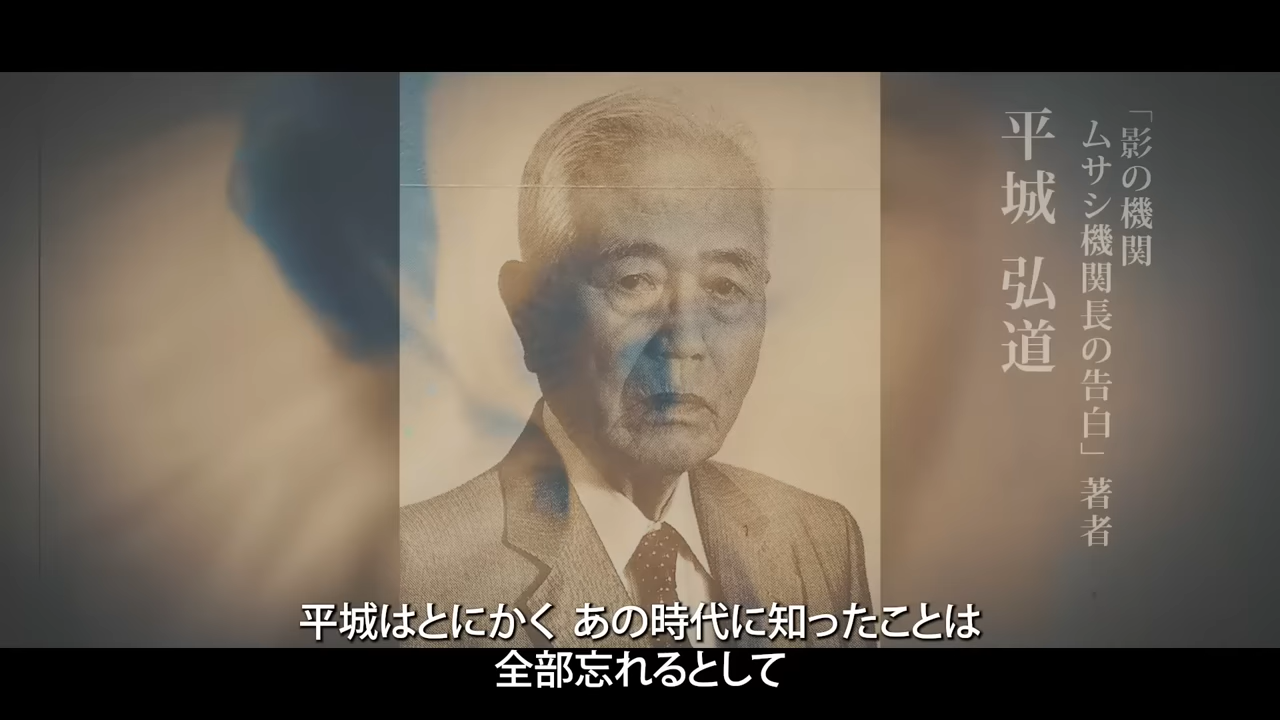 「影の機関
ムサシ機関長の告白」著者
平城 弘道
平城はとにかく あの時代に知ったことは
全部忘れるとして